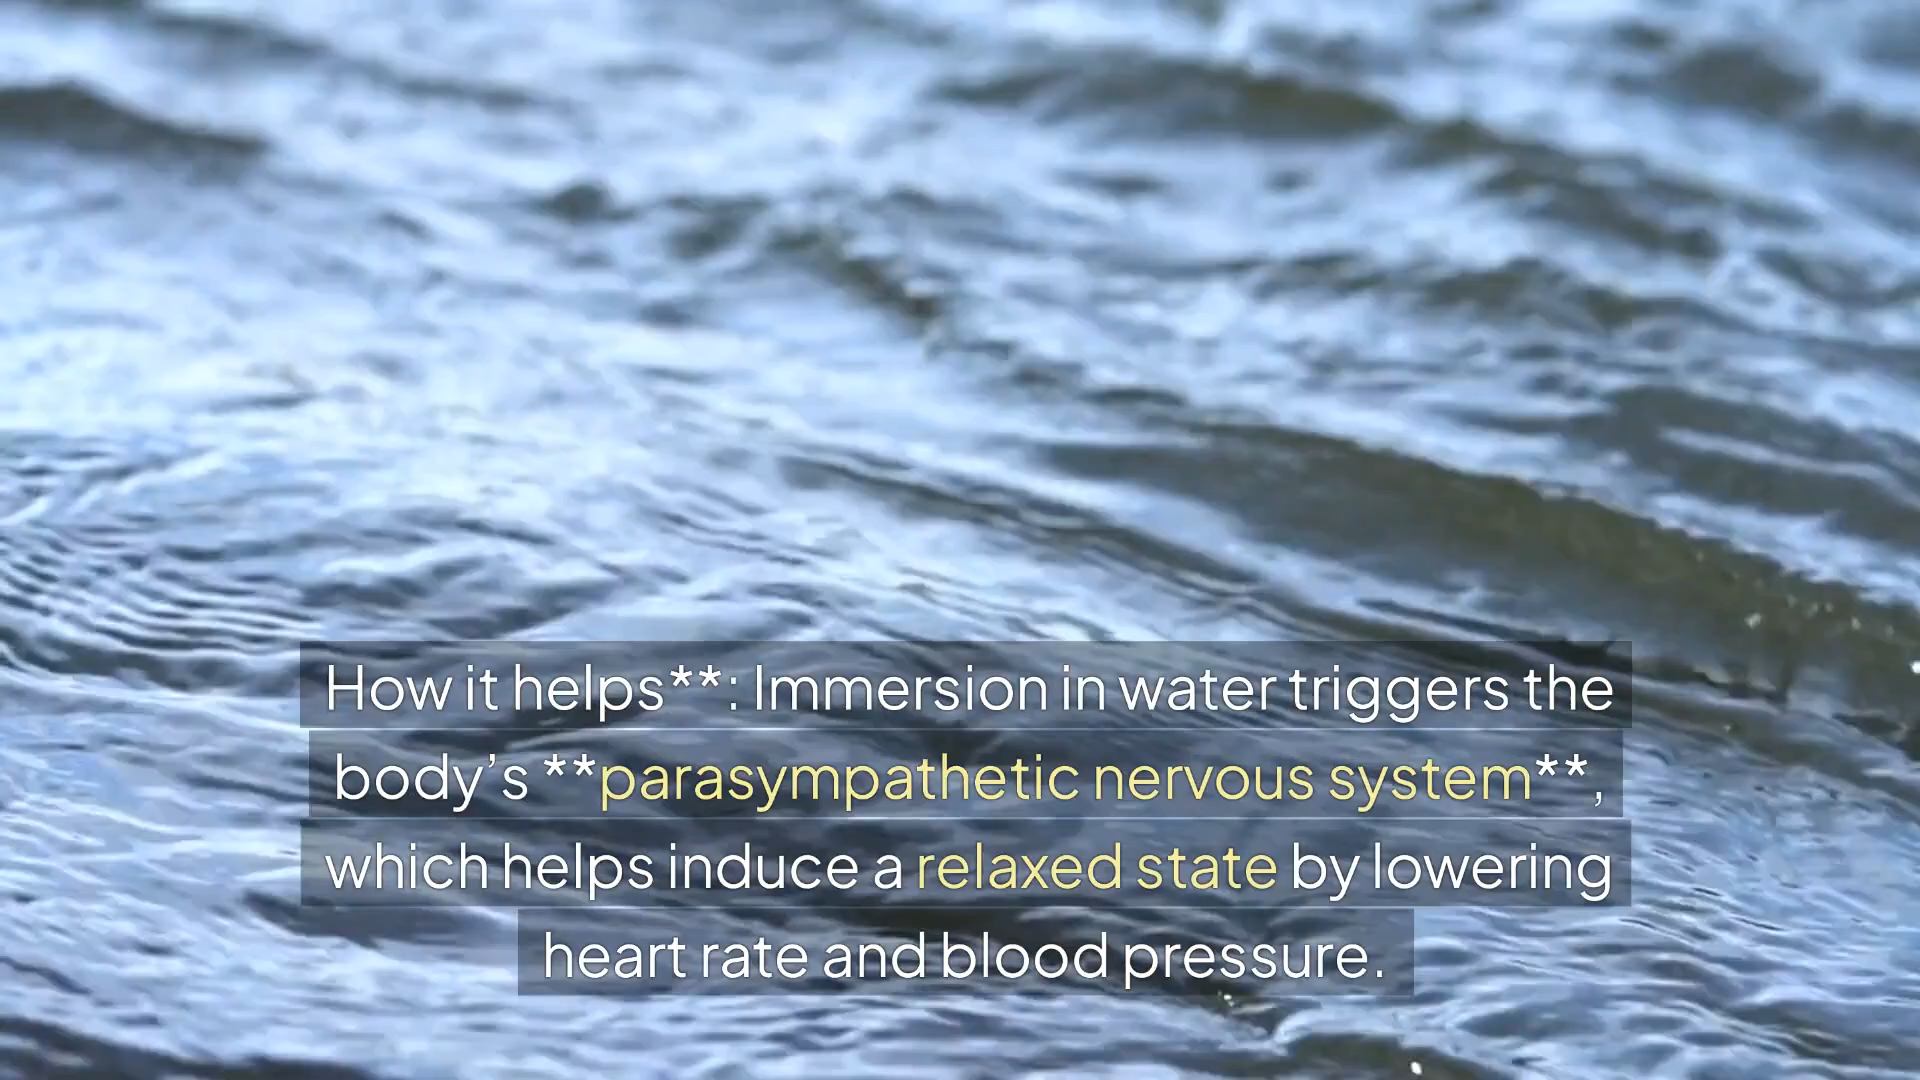 How it helps**: Immersion in water triggers the
body’s **parasympathetic nervous system**,
which helps induce a relaxed state by lowering
heart rate and blood pressure.